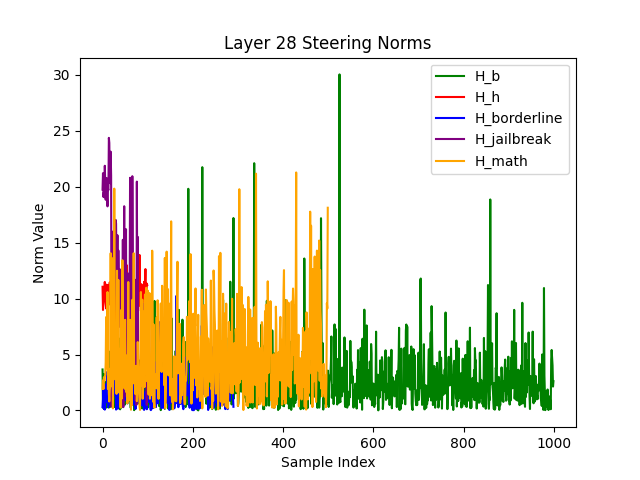 Layer 28 Steering Norms
30
25
20
15
10
5
0
Norm Value
H_b
H_h
H_borderline
H_jailbreak
H_math
0
200
400
600
800
1000
Sample Index